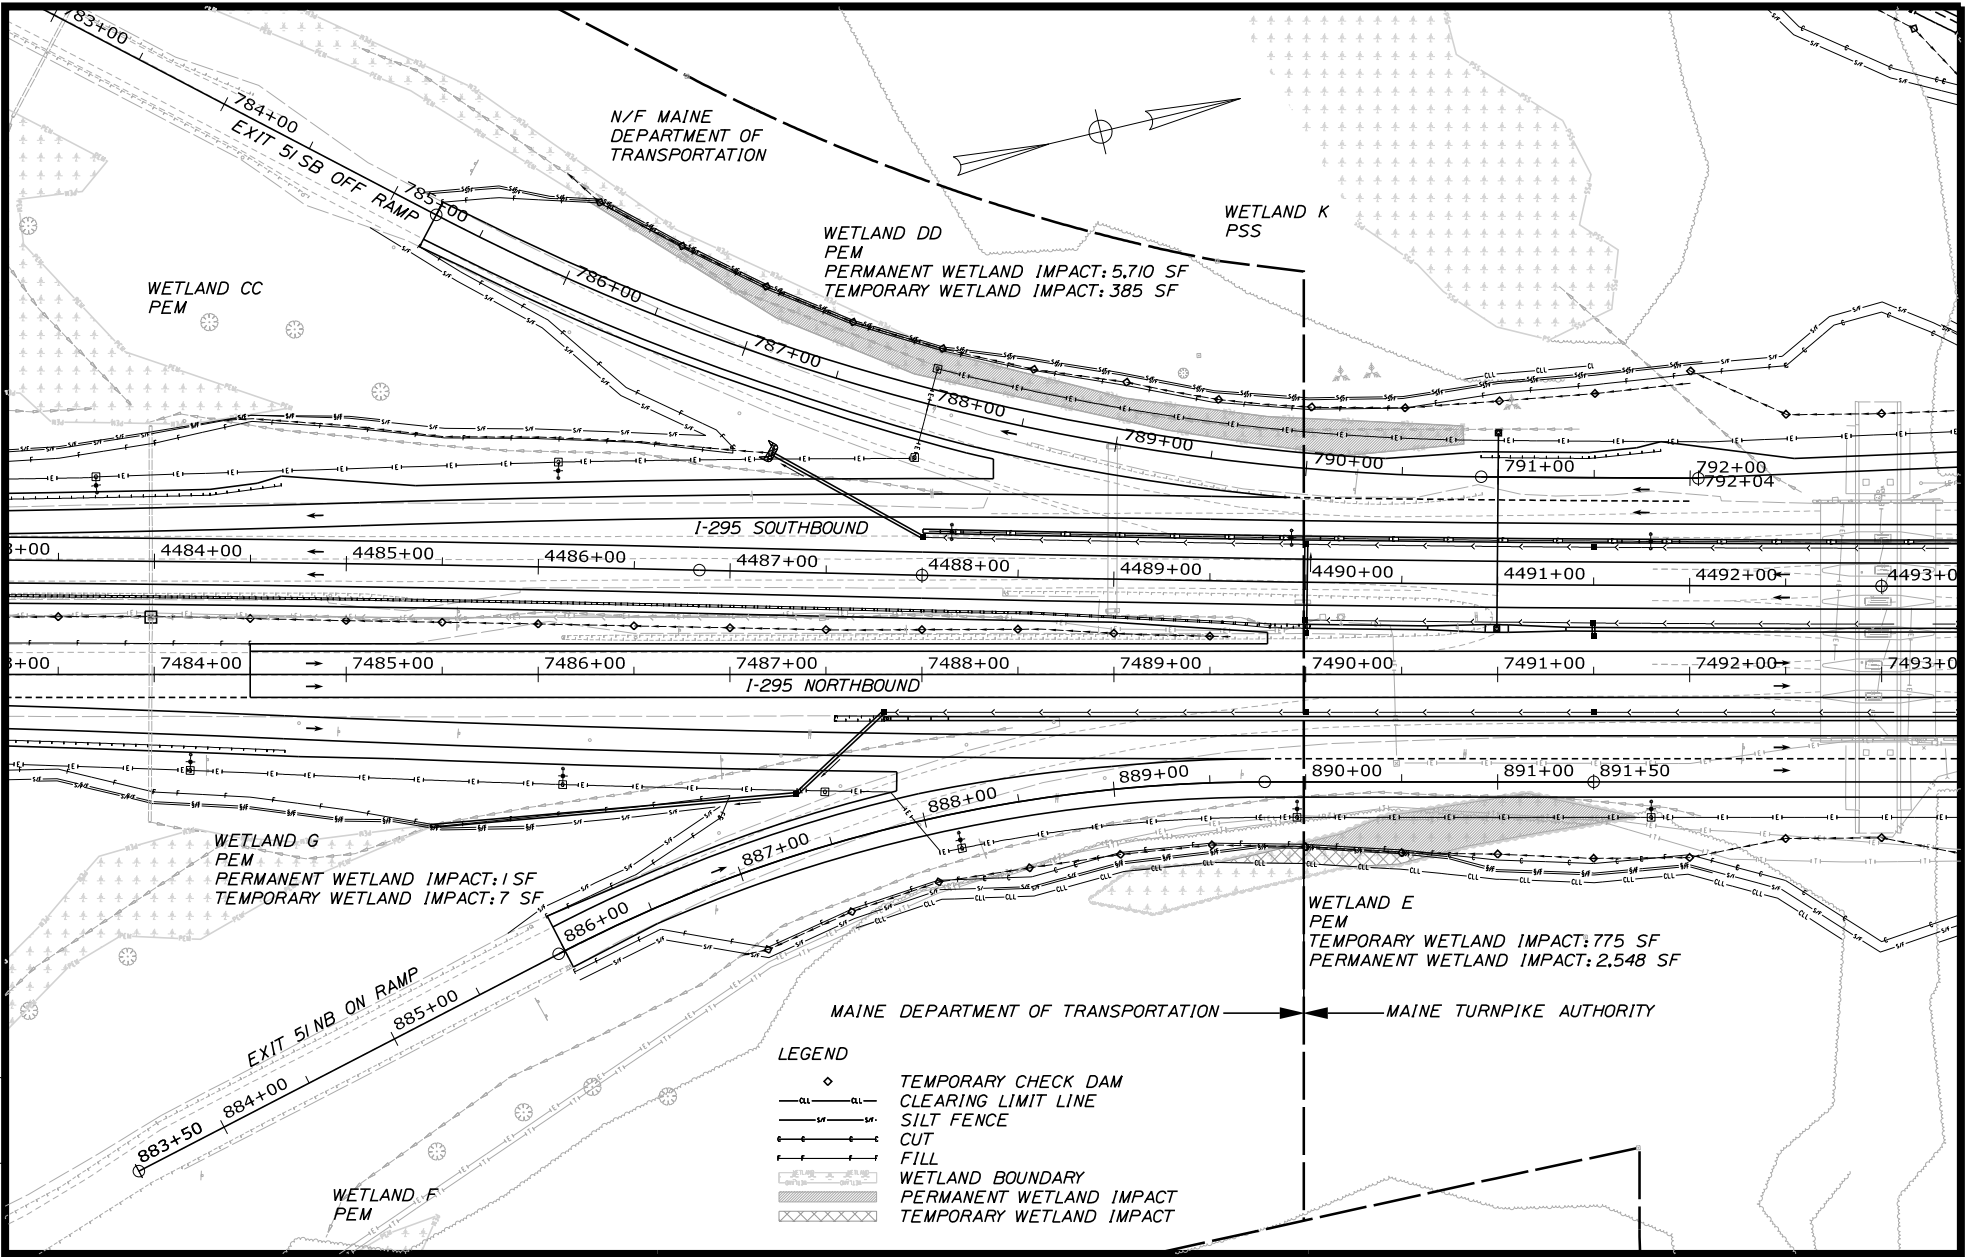 783+00
784+00
EXIT 51 SB OFF RAMP
785+00
786+00
787+00
788+00
789+00
790+00
791+00
792+00
792+04
N/F MAINE
DEPARTMENT OF
TRANSPORTATION
WETLAND K
PSS
WETLAND DD
PEM
PERMANENT WETLAND IMPACT: 5,710 SF
TEMPORARY WETLAND IMPACT: 385 SF
WETLAND CC
PEM
I-295 SOUTHBOUND
3+00
4484+00
4485+00
4486+00
4487+00
4488+00
4489+00
4490+00
4491+00
4492+00
4493+0
3+00
7484+00
7485+00
7486+00
7487+00
7488+00
7489+00
7490+00
7491+00
7492+00
7493+0
I-295 NORTHBOUND
889+00
890+00
891+00
891+50
888+00
887+00
886+00
885+00
884+00
883+50
EXIT 51 NB ON RAMP
WETLAND G
PEM
PERMANENT WETLAND IMPACT: 1 SF
TEMPORARY WETLAND IMPACT: 7 SF
WETLAND E
PEM
TEMPORARY WETLAND IMPACT: 775 SF
PERMANENT WETLAND IMPACT: 2,548 SF
MAINE DEPARTMENT OF TRANSPORTATION
MAINE TURNPIKE AUTHORITY
WETLAND F
PEM
LEGEND
TEMPORARY CHECK DAM
CLL CLL CLEARING LIMIT LINE
S/F S/F SILT FENCE
C C C C CUT
F F F F FILL
WETLAND BOUNDARY
PERMANENT WETLAND IMPACT
TEMPORARY WETLAND IMPACT